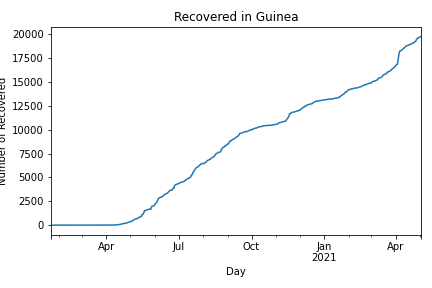 Recovered in Guinea
20000
17500
15000
12500
10000
7500
5000
2500
0
Number of Recovered
Apr
Jul
Oct
Jan
2021
Apr
Day